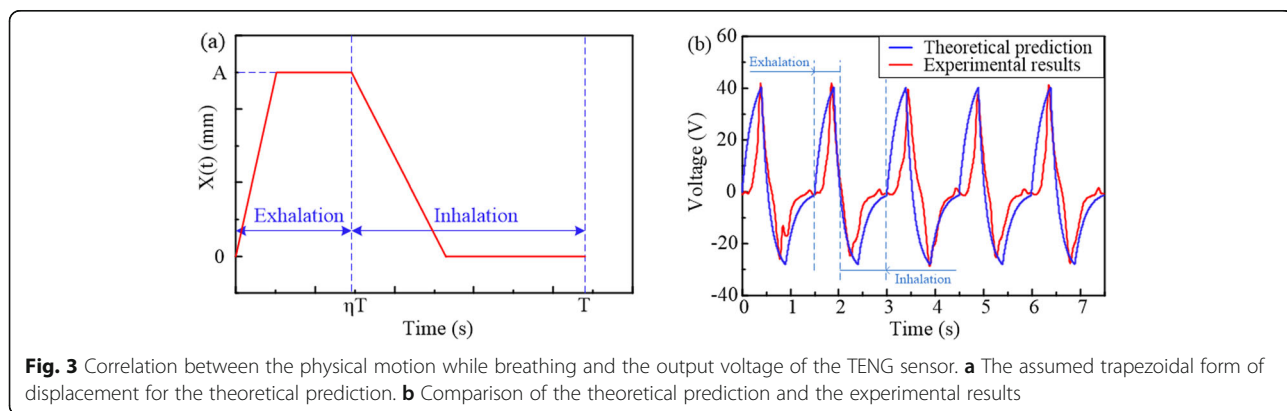 (a)
A
X(t) (mm)
Exhalation
Inhalation
0
ηT
T
Time (s)
(b)
60
40
20
0
-20
-40
Voltage (V)
Theoretical prediction
Experimental results
Exhalation
Inhalation
0 1 2 3 4 5 6 7
Time (s)
Fig. 3 Correlation between the physical motion while breathing and the output voltage of the TENG sensor. a The assumed trapezoidal form of
displacement for the theoretical prediction. b Comparison of the theoretical prediction and the experimental results